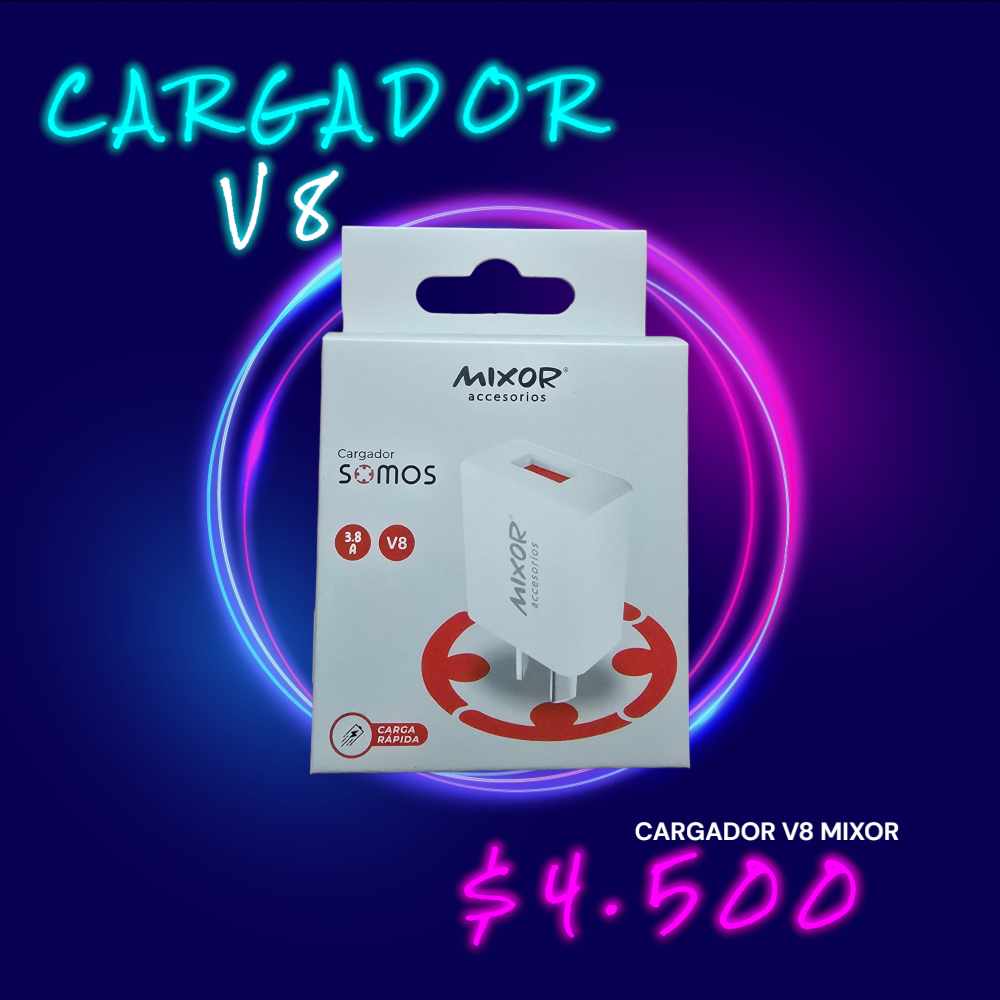 CARGADOR
V8
MIXOR®
accesorios
Cargador
SOMOS
3.8
A
V8
MIXOR
accesorios
CARGA
RÁPIDA
CARGADOR V8 MIXOR
$4.500